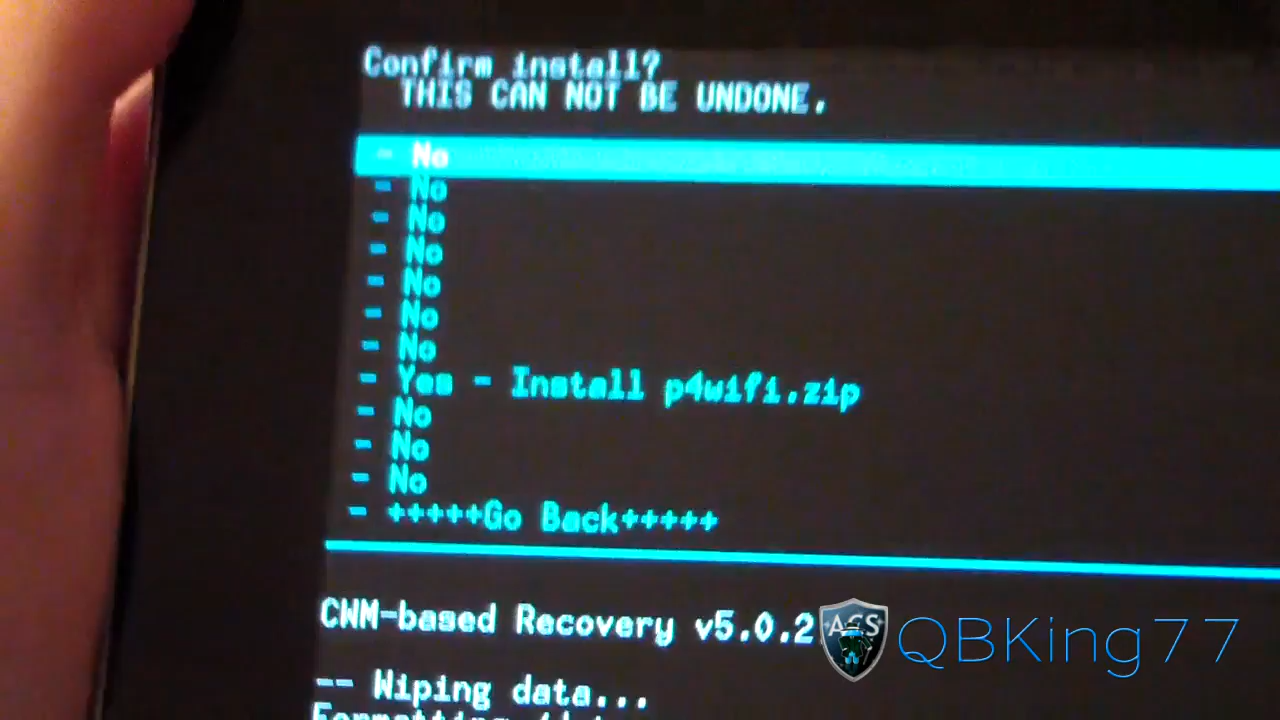 Confirm install?
THIS CAN NOT BE UNDONE.
- No
- No
- No
- No
- No
- No
- No
- Yes - Install p4wifi.zip
- No
- No
- No
- +++++Go Back+++++
CWM-based Recovery v5.0.2
ACS
QBKing77
-- Wiping data...
Formatting